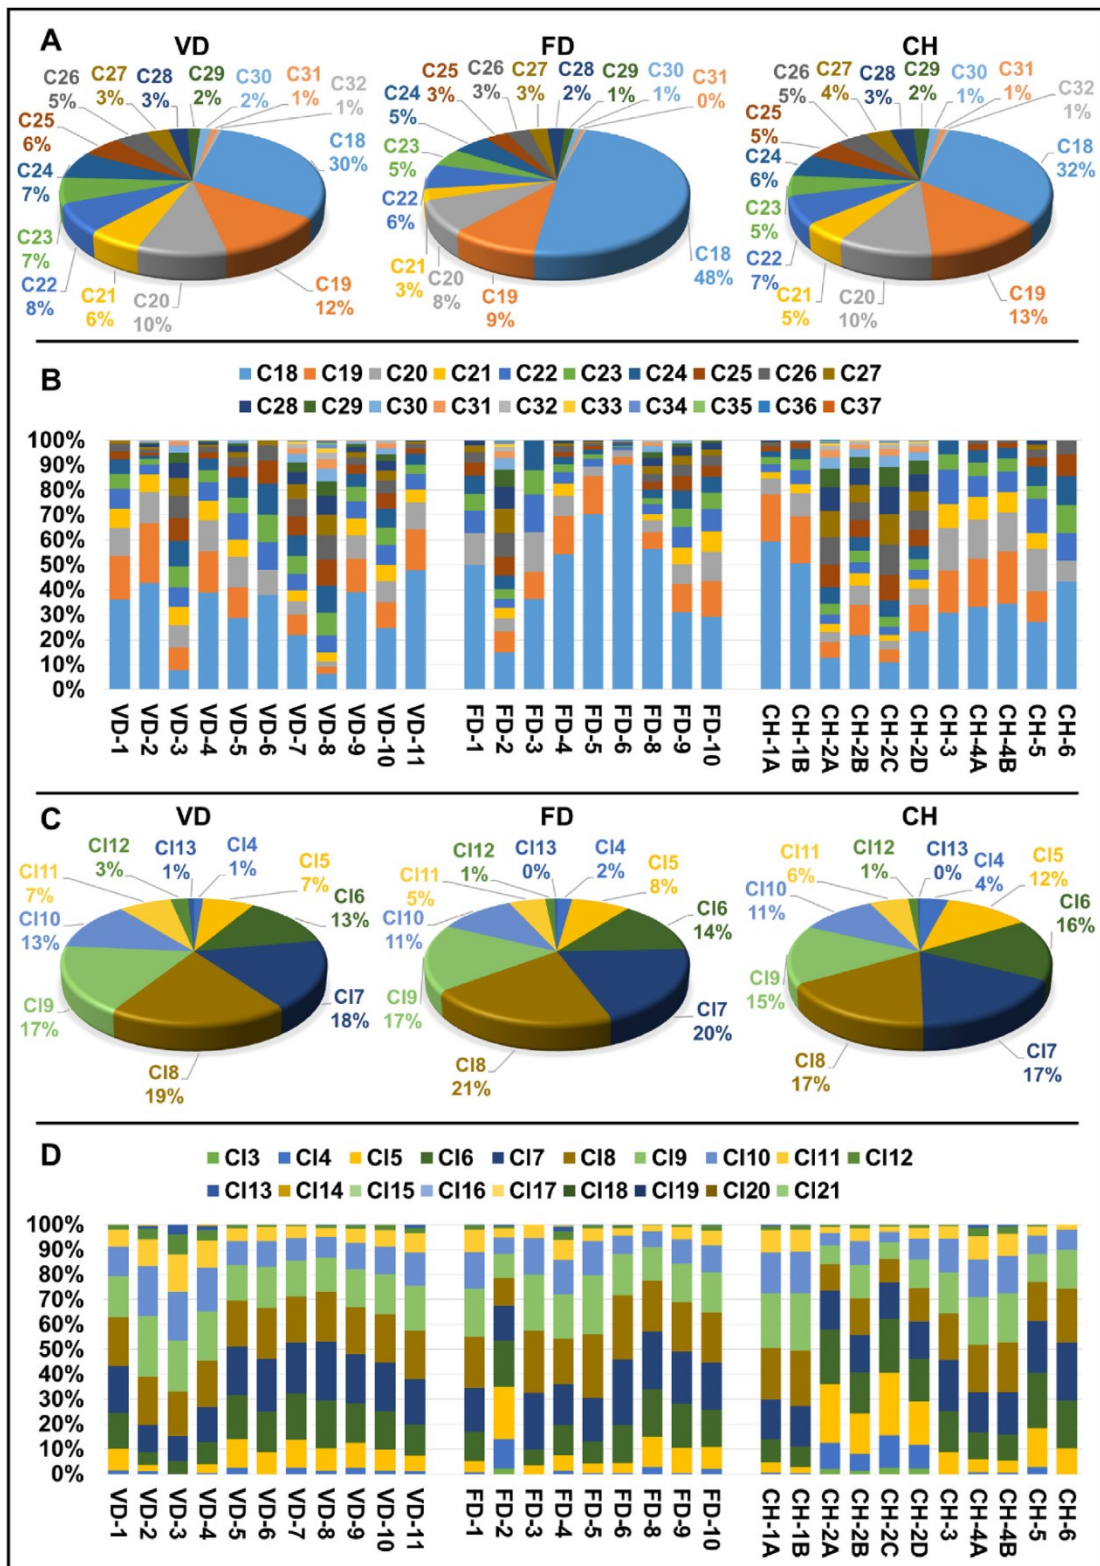 A
VD
FD
CH
C18 30%
C19 12%
C20 10%
C21 6%
C22 8%
C23 7%
C24 7%
C25 6%
C26 5%
C27 3%
C28 3%
C29 2%
C30 2%
C31 1%
C32 1%
C18 48%
C19 9%
C20 8%
C21 3%
C22 6%
C23 5%
C24 5%
C25 3%
C26 3%
C27 3%
C28 2%
C29 1%
C30 1%
C31 0%
C18 32%
C19 13%
C20 10%
C21 5%
C22 7%
C23 5%
C24 6%
C25 5%
C26 5%
C27 4%
C28 3%
C29 2%
C30 1%
C31 1%
C32 1%
B
C18 C19 C20 C21 C22 C23 C24 C25 C26 C27
C28 C29 C30 C31 C32 C33 C34 C35 C36 C37
100%
90%
80%
70%
60%
50%
40%
30%
20%
10%
0%
VD-1 VD-2 VD-3 VD-4 VD-5 VD-6 VD-7 VD-8 VD-9 VD-10 VD-11 FD-1 FD-2 FD-3 FD-4 FD-5 FD-6 FD-8 FD-9 FD-10 CH-1A CH-1B CH-2A CH-2B CH-2C CH-2D CH-3 CH-4A CH-4B CH-5 CH-6
C
VD
FD
CH
Cl4 1%
Cl5 7%
Cl6 13%
Cl7 18%
Cl8 19%
Cl9 17%
Cl10 13%
Cl11 7%
Cl12 3%
Cl13 1%
Cl4 2%
Cl5 8%
Cl6 14%
Cl7 20%
Cl8 21%
Cl9 17%
Cl10 11%
Cl11 5%
Cl12 1%
Cl13 0%
Cl4 4%
Cl5 12%
Cl6 16%
Cl7 17%
Cl8 17%
Cl9 15%
Cl10 11%
Cl11 6%
Cl12 1%
Cl13 0%
D
Cl3 Cl4 Cl5 Cl6 Cl7 Cl8 Cl9 Cl10 Cl11 Cl12
Cl13 Cl14 Cl15 Cl16 Cl17 Cl18 Cl19 Cl20 Cl21
100%
90%
80%
70%
60%
50%
40%
30%
20%
10%
0%
VD-1 VD-2 VD-3 VD-4 VD-5 VD-6 VD-7 VD-8 VD-9 VD-10 VD-11 FD-1 FD-2 FD-3 FD-4 FD-5 FD-6 FD-8 FD-9 FD-10 CH-1A CH-1B CH-2A CH-2B CH-2C CH-2D CH-3 CH-4A CH-4B CH-5 CH-6